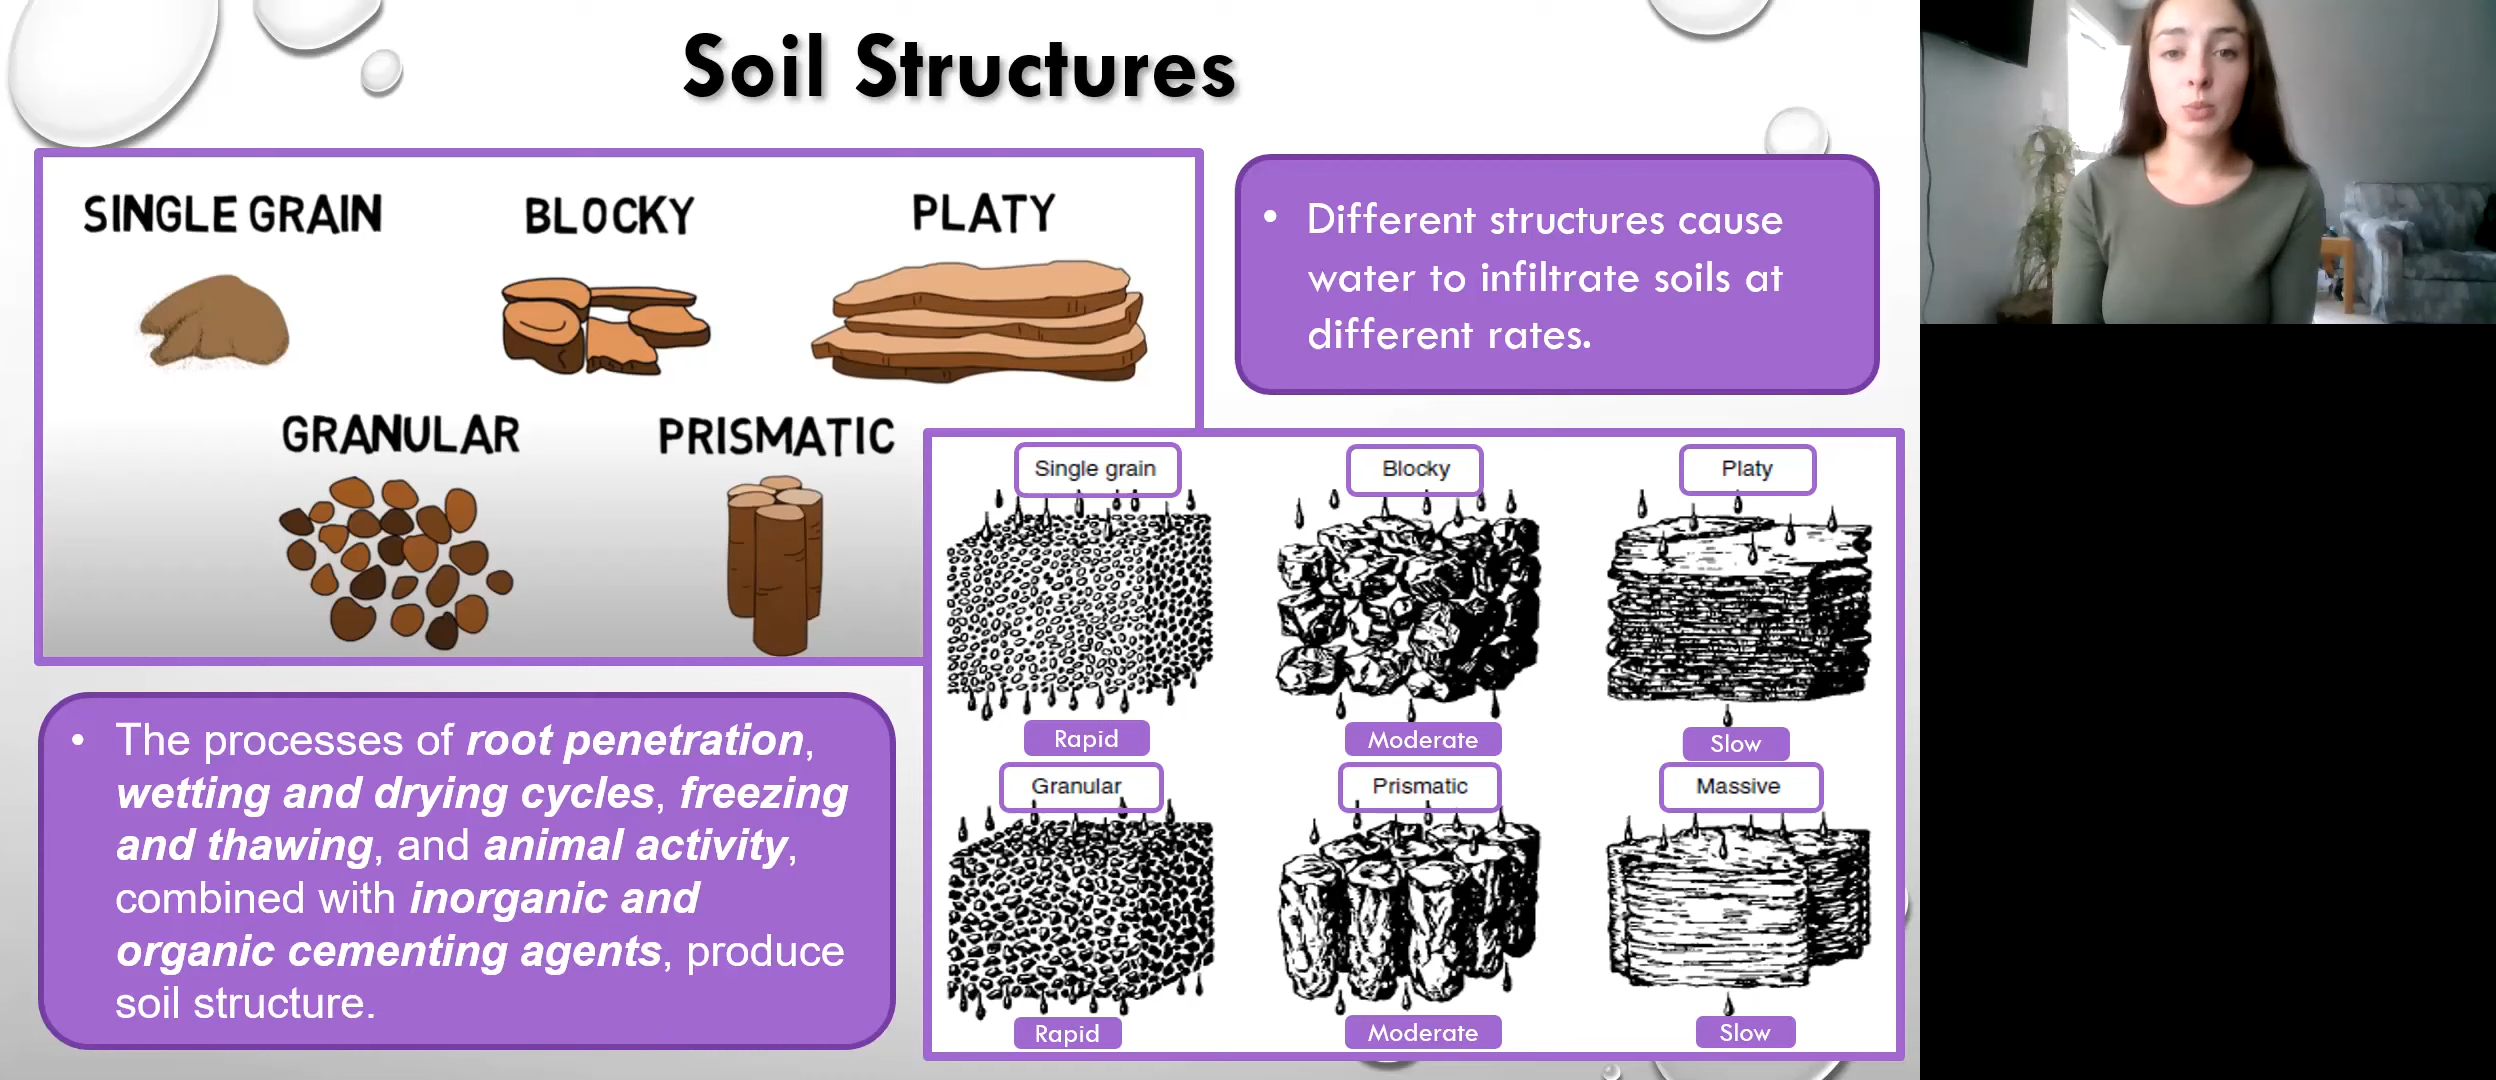 Soil Structures
SINGLE GRAIN
BLOCKY
PLATY
GRANULAR
PRISMATIC
• Different structures cause
water to infiltrate soils at
different rates.
Single grain
Blocky
Platy
Rapid
Moderate
Slow
Granular
Prismatic
Massive
Rapid
Moderate
Slow
• The processes of root penetration,
wetting and drying cycles, freezing
and thawing, and animal activity,
combined with inorganic and
organic cementing agents, produce
soil structure.